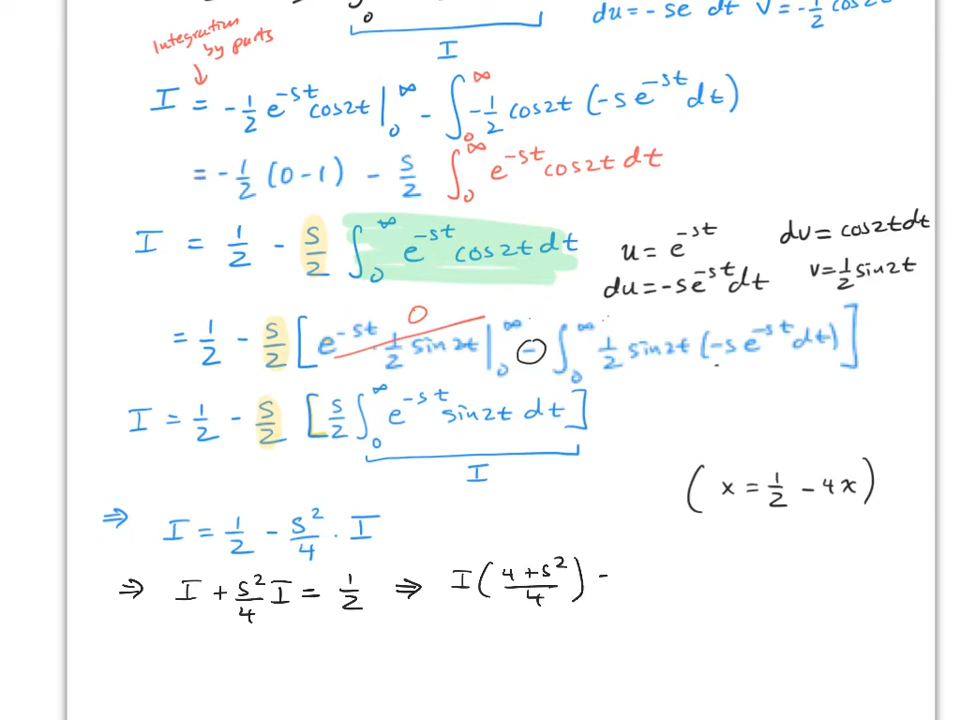 0
du = - se dt V = -1/2 cos2t
Integration
by parts
I
I = -1/2 e^{-st} cos2t |_0^∞ - ∫_0^∞ -1/2 cos2t (-s e^{-st} dt)
= -1/2 (0-1) - s/2 ∫_0^∞ e^{-st} cos2t dt
I = 1/2 - s/2 ∫_0^∞ e^{-st} cos2t dt
u = e^{-st} dv = cos2t dt
du = -s e^{-st} dt v = 1/2 sin2t
0
= 1/2 - s/2 [ e^{-st} · 1/2 sin2t |_0^∞ - ∫_0^∞ 1/2 sin2t (-s e^{-st} dt) ]
I = 1/2 - s/2 [ s/2 ∫_0^∞ e^{-st} sin2t dt ]
I
( x = 1/2 - 4x )
⇒ I = 1/2 - s²/4 · I
⇒ I + s²/4 I = 1/2 ⇒ I ( (4+s²)/4 ) -